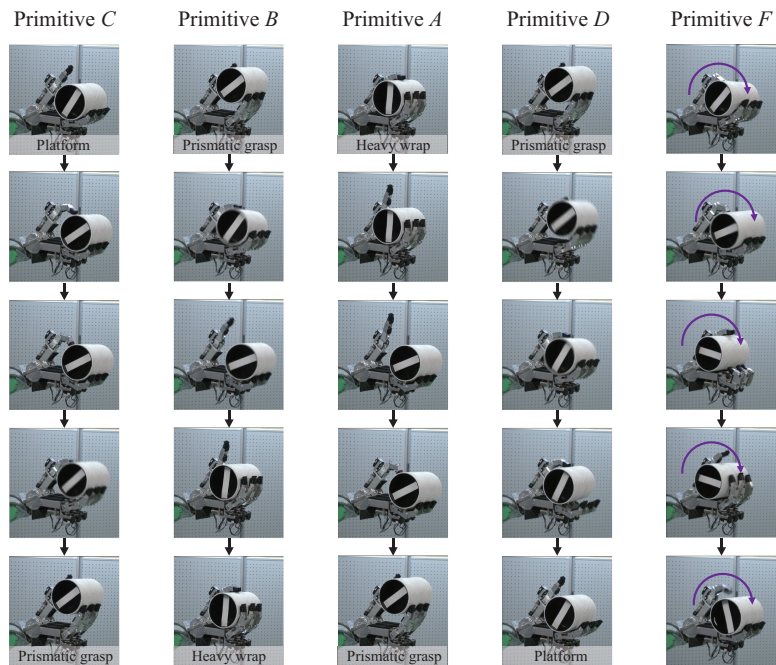 Primitive C
Primitive B
Primitive A
Primitive D
Primitive F
Platform
Prismatic grasp
Heavy wrap
Prismatic grasp
Prismatic grasp
Heavy wrap
Prismatic grasp
Platform